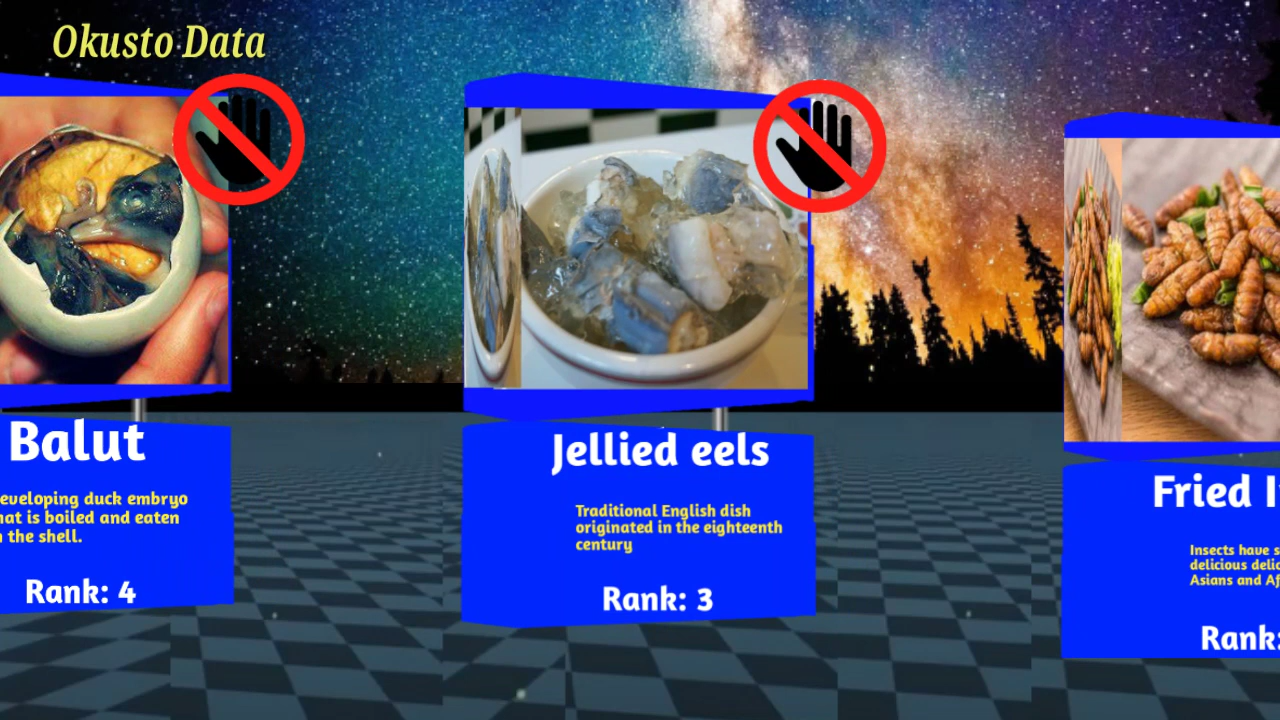 Okusto Data
Balut
eveloping duck embryo
hat is boiled and eaten
n the shell.
Rank: 4
Jellied eels
Traditional English dish
originated in the eighteenth
century
Rank: 3
Fried I
Insects have s
delicious deli
Asians and Af
Rank: